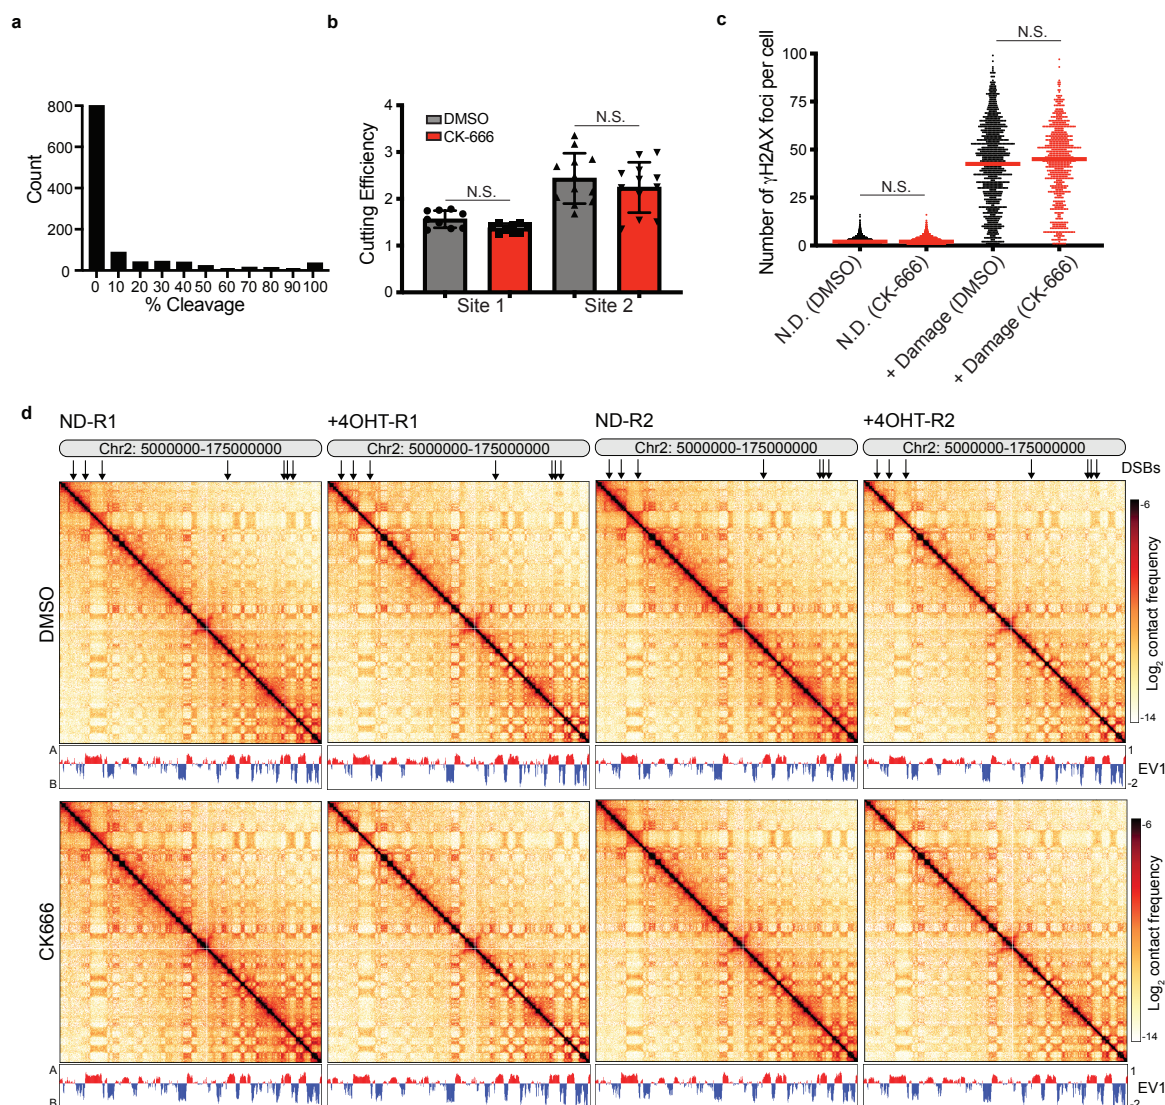 a
800
600
400
200
0
Count
0 10 20 30 40 50 60 70 80 90 100
% Cleavage
b
4
3
2
1
0
Cutting Efficiency
DMSO
CK-666
N.S.
N.S.
Site 1
Site 2
c
100
75
50
25
0
Number of γH2AX foci per cell
N.S.
N.S.
N.D. (DMSO)
N.D. (CK-666)
+ Damage (DMSO)
+ Damage (CK-666)
d
ND-R1
+4OHT-R1
ND-R2
+4OHT-R2
Chr2: 5000000-175000000
Chr2: 5000000-175000000
Chr2: 5000000-175000000
Chr2: 5000000-175000000
DSBs
DMSO
-6
Log2 contact frequency
-14
A
B
1
EV1
-2
CK666
-6
Log2 contact frequency
-14
A
B
1
EV1
-2